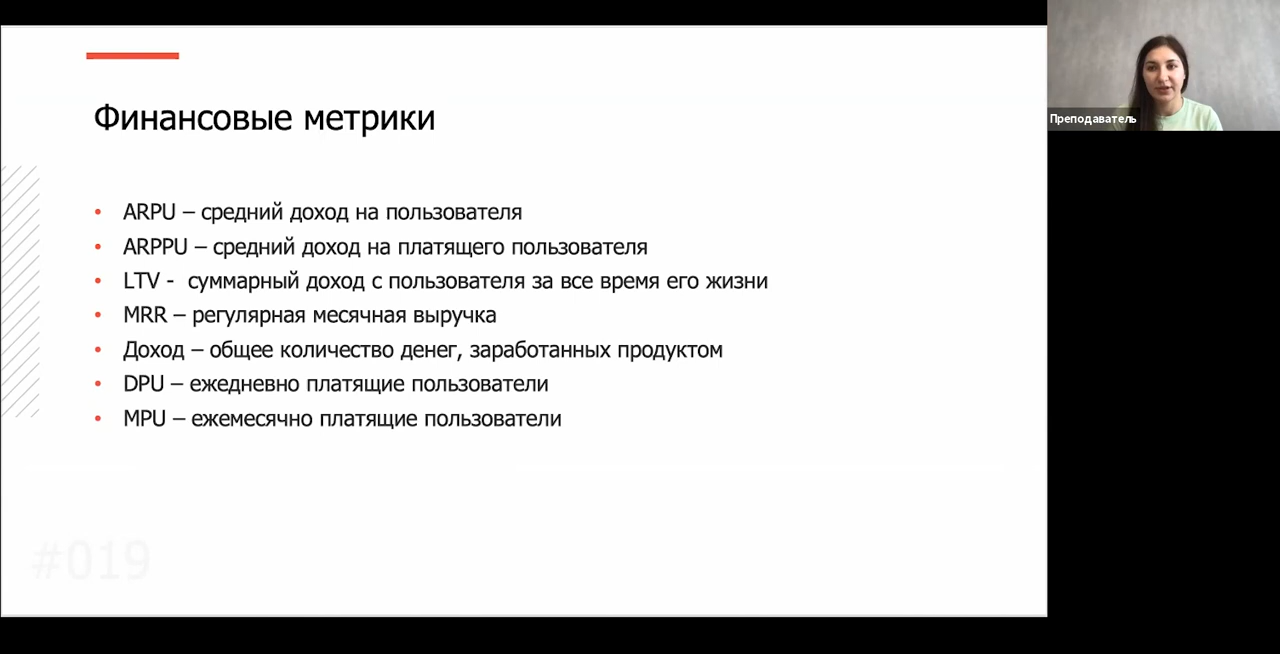 Финансовые метрики
• ARPU – средний доход на пользователя
• ARPPU – средний доход на платящего пользователя
• LTV - суммарный доход с пользователя за все время его жизни
• MRR – регулярная месячная выручка
• Доход – общее количество денег, заработанных продуктом
• DPU – ежедневно платящие пользователи
• MPU – ежемесячно платящие пользователи
#019
Преподаватель